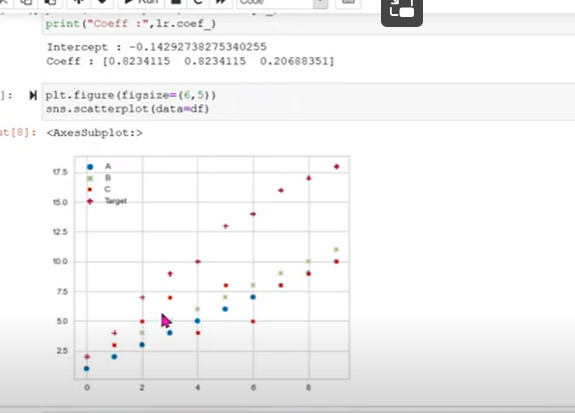 Run
Code
print("Coeff :",lr.coef_)
Intercept : -0.14292738275340255
Coeff : [0.8234115 0.8234115 0.20688351]
]: plt.figure(figsize=(6,5))
sns.scatterplot(data=df)
ut[8]: <AxesSubplot:>
A
B
C
Target
17.5
15.0
12.5
10.0
7.5
5.0
2.5
0 2 4 6 8